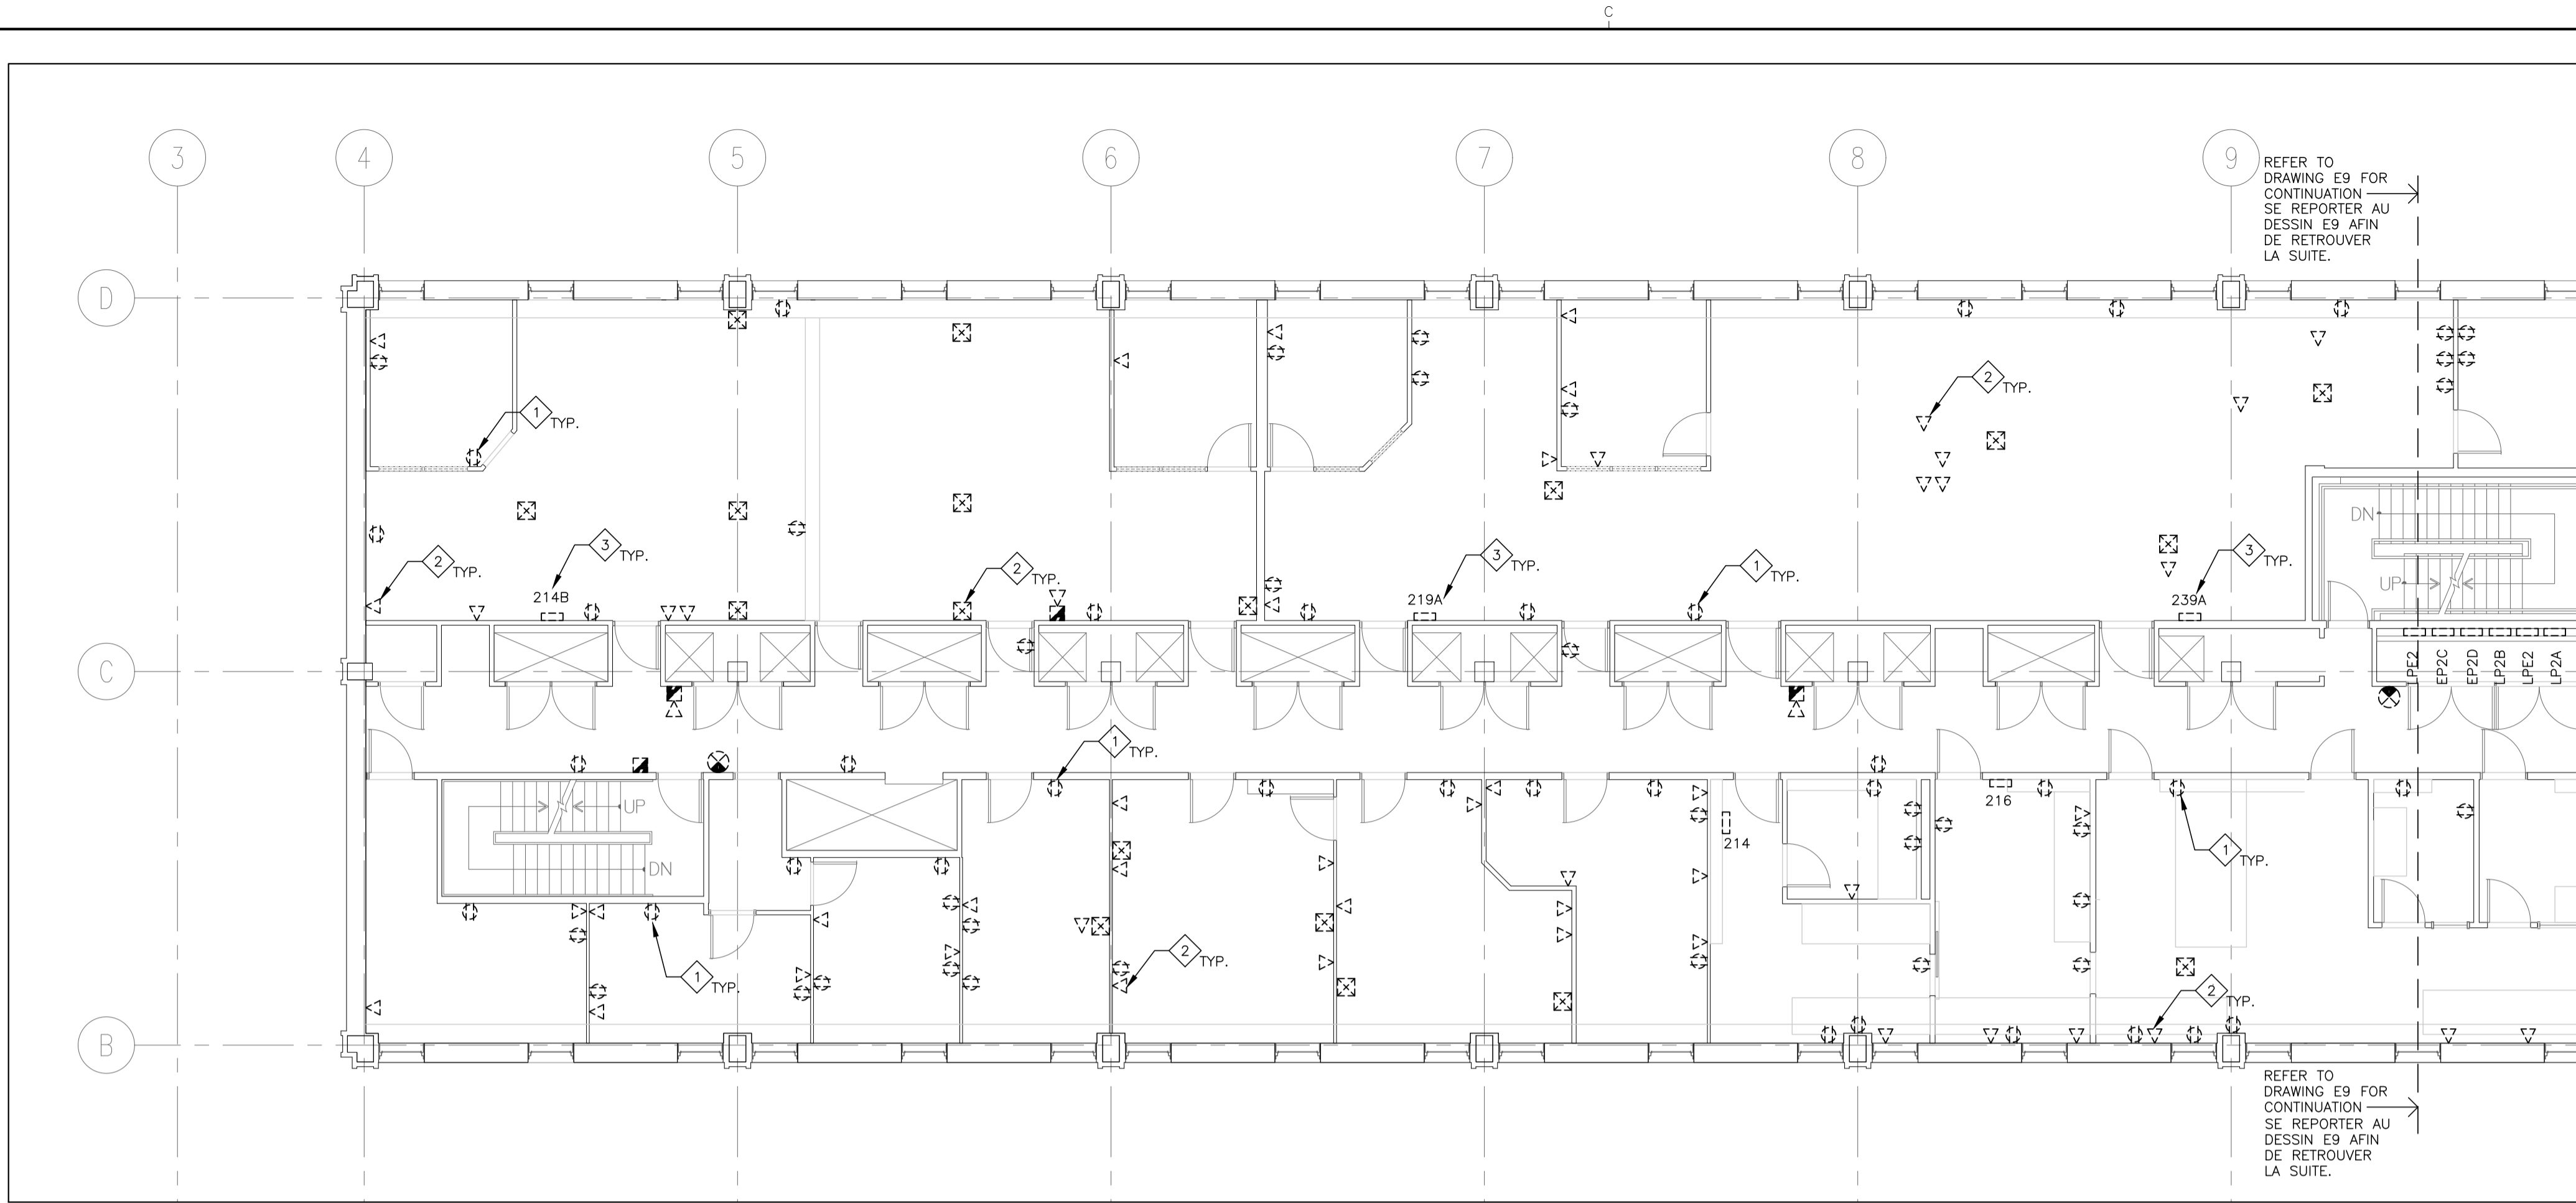 C
3
4
5
6
7
8
9
REFER TO
DRAWING E9 FOR
CONTINUATION
SE REPORTER AU
DESSIN E9 AFIN
DE RETROUVER
LA SUITE.
D
2
TYP.
1
TYP.
DN
3
TYP.
2
TYP.
2
TYP.
3
TYP.
1
TYP.
3
TYP.
UP
214B
219A
239A
C
LPE2
EP2C
EP2D
LP2B
LPE2
LP2A
1
TYP.
UP
216
214
DN
1
TYP.
2
TYP.
1
TYP.
2
TYP.
B
REFER TO
DRAWING E9 FOR
CONTINUATION
SE REPORTER AU
DESSIN E9 AFIN
DE RETROUVER
LA SUITE.